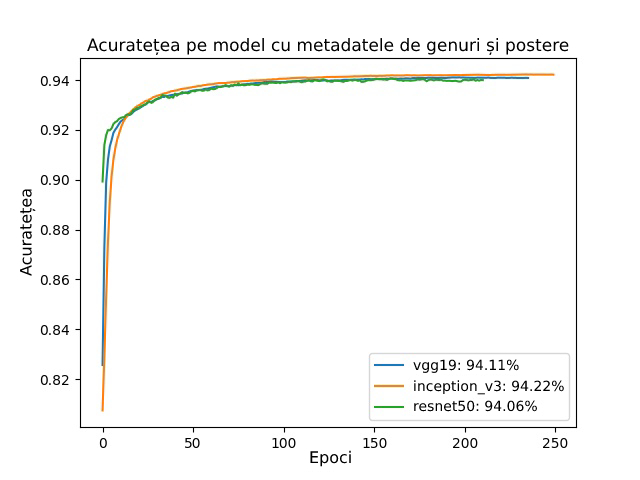 Acuratețea pe model cu metadatele de genuri și postere
Acuratețea
0.94
0.92
0.90
0.88
0.86
0.84
0.82
vgg19: 94.11%
inception_v3: 94.22%
resnet50: 94.06%
0 50 100 150 200 250
Epoci